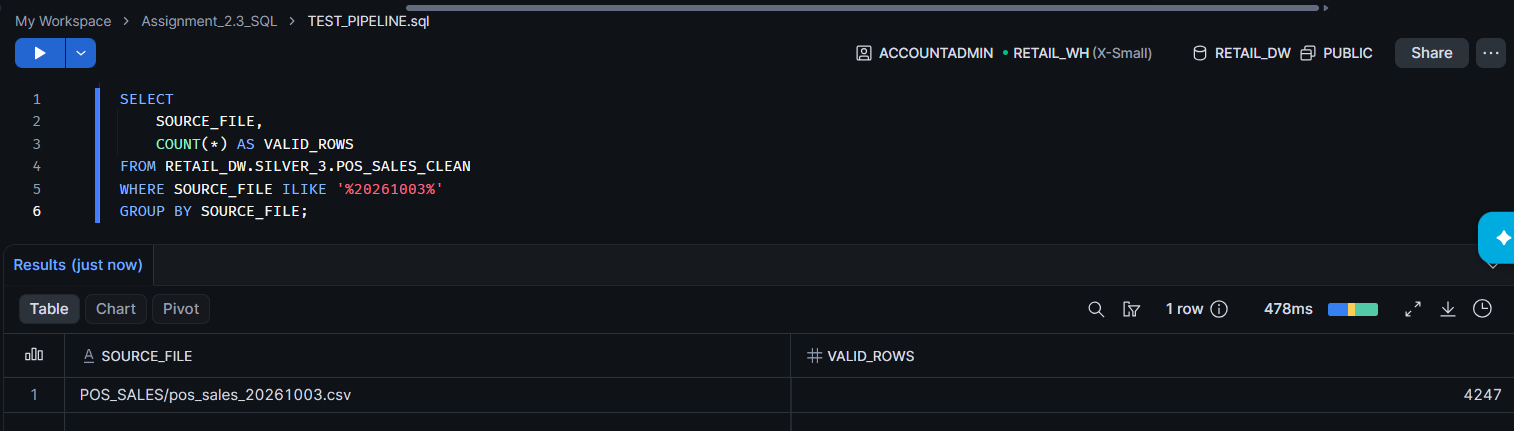 My Workspace > Assignment_2.3_SQL > TEST_PIPELINE.sql
ACCOUNTADMIN RETAIL_WH (X-Small) RETAIL_DW PUBLIC Share ...
1 SELECT
2 SOURCE_FILE,
3 COUNT(*) AS VALID_ROWS
4 FROM RETAIL_DW.SILVER_3.POS_SALES_CLEAN
5 WHERE SOURCE_FILE ILIKE '%20261003%'
6 GROUP BY SOURCE_FILE;
Results (just now)
Table Chart Pivot 1 row 478ms
A SOURCE_FILE # VALID_ROWS
1 POS_SALES/pos_sales_20261003.csv 4247